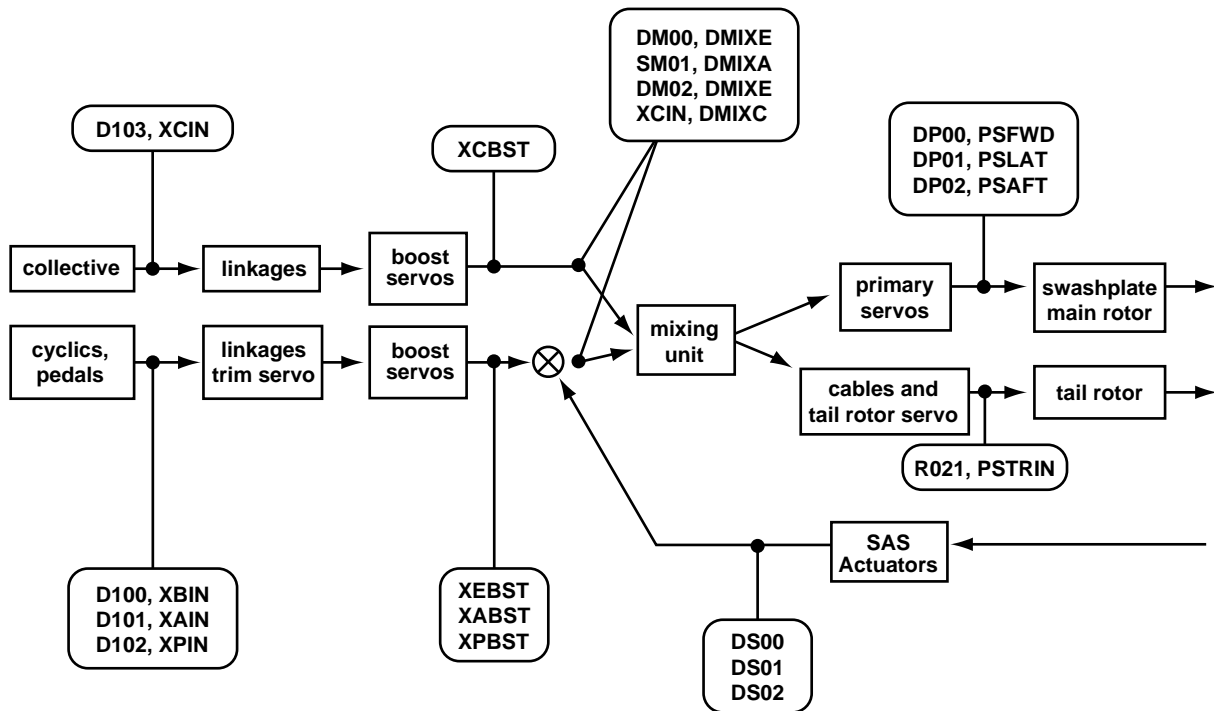 DM00, DMIXE
SM01, DMIXA
DM02, DMIXE
XCIN, DMIXC
D103, XCIN
XCBST
DP00, PSFWD
DP01, PSLAT
DP02, PSAFT
collective
linkages
boost
servos
primary
servos
swashplate
main rotor
cyclics,
pedals
linkages
trim servo
boost
servos
mixing
unit
cables and
tail rotor servo
tail rotor
R021, PSTRIN
SAS
Actuators
D100, XBIN
D101, XAIN
D102, XPIN
XEBST
XABST
XPBST
DS00
DS01
DS02